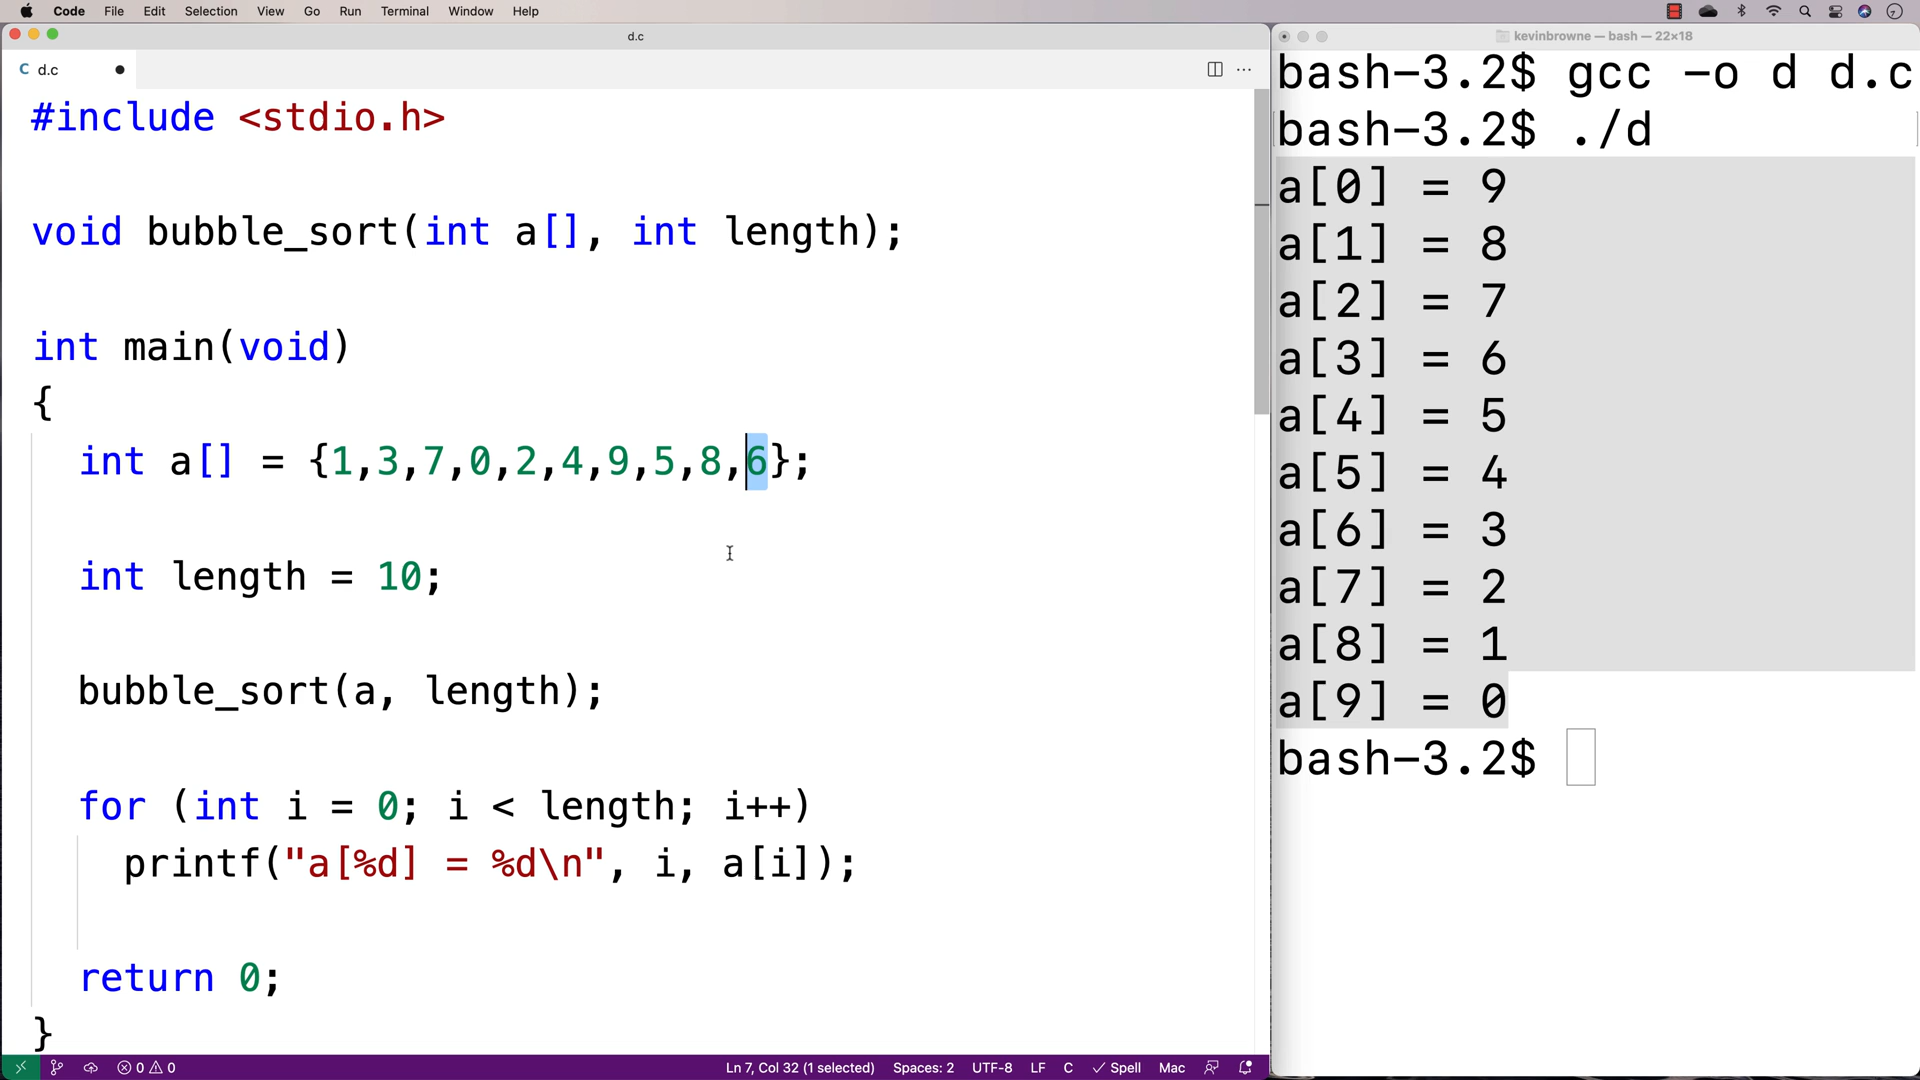 Code File Edit Selection View Go Run Terminal Window Help
d.c
C d.c
#include <stdio.h>
void bubble_sort(int a[], int length);
int main(void)
{
int a[] = {1,3,7,0,2,4,9,5,8,6};
int length = 10;
bubble_sort(a, length);
for (int i = 0; i < length; i++)
printf("a[%d] = %d\n", i, a[i]);
return 0;
}
0 0
Ln 7, Col 32 (1 selected) Spaces: 2 UTF-8 LF C Spell Mac
kevinbrowne — bash — 22×18
bash-3.2$ gcc -o d d.c
bash-3.2$ ./d
a[0] = 9
a[1] = 8
a[2] = 7
a[3] = 6
a[4] = 5
a[5] = 4
a[6] = 3
a[7] = 2
a[8] = 1
a[9] = 0
bash-3.2$